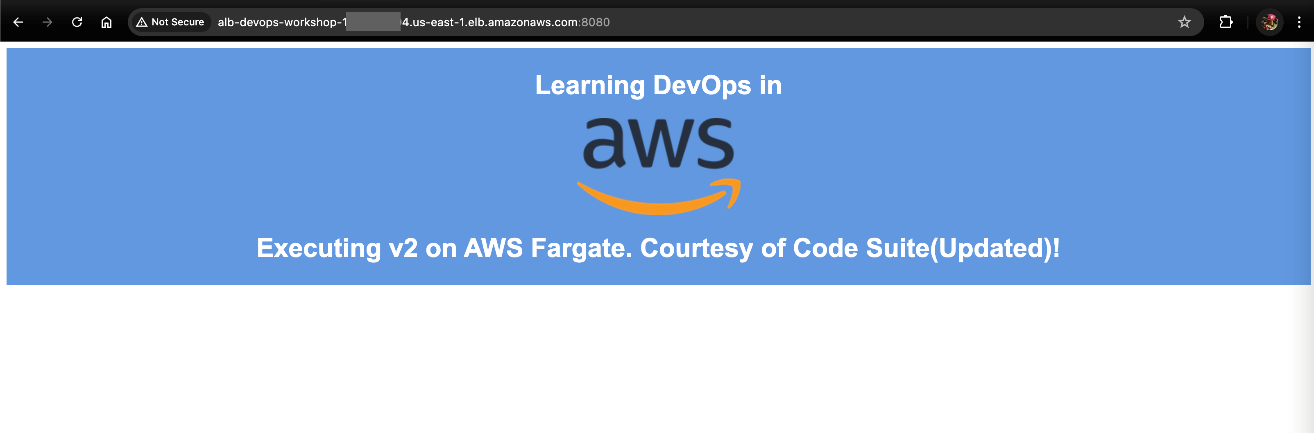 Not Secure alb-devops-workshop-1 4.us-east-1.elb.amazonaws.com:8080
Learning DevOps in
aws
Executing v2 on AWS Fargate. Courtesy of Code Suite(Updated)!